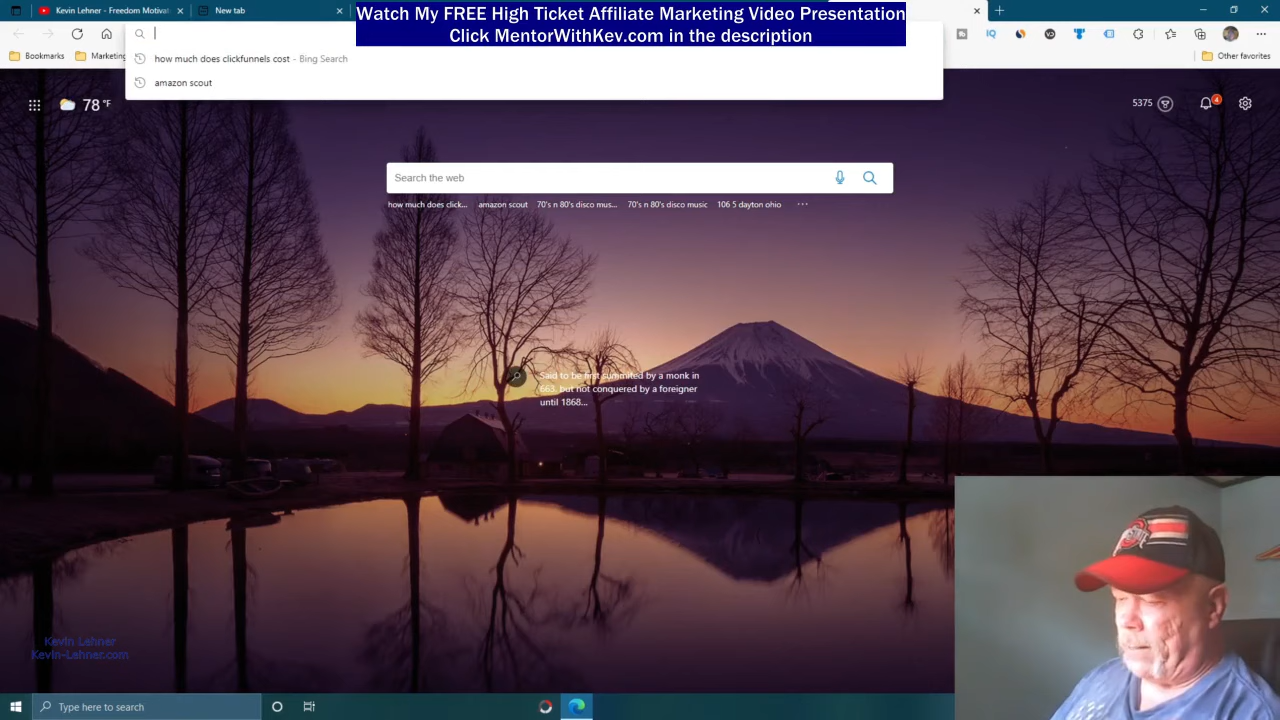 Kevin Lehner - Freedom Motivat
New tab
Watch My FREE High Ticket Affiliate Marketing Video Presentation
Click MentorWithKev.com in the description
how much does clickfunnels cost - Bing Search
amazon scout
Bookmarks
Marketing
Other favorites
78 °F
5375
4
Search the web
how much does click...
amazon scout
70's n 80's disco mus...
70's n 80's disco music
106 5 dayton ohio
Said to be first summited by a monk in
663, but not conquered by a foreigner
until 1868...
Kevin Lehner
Kevin-Lehner.com
Type here to search